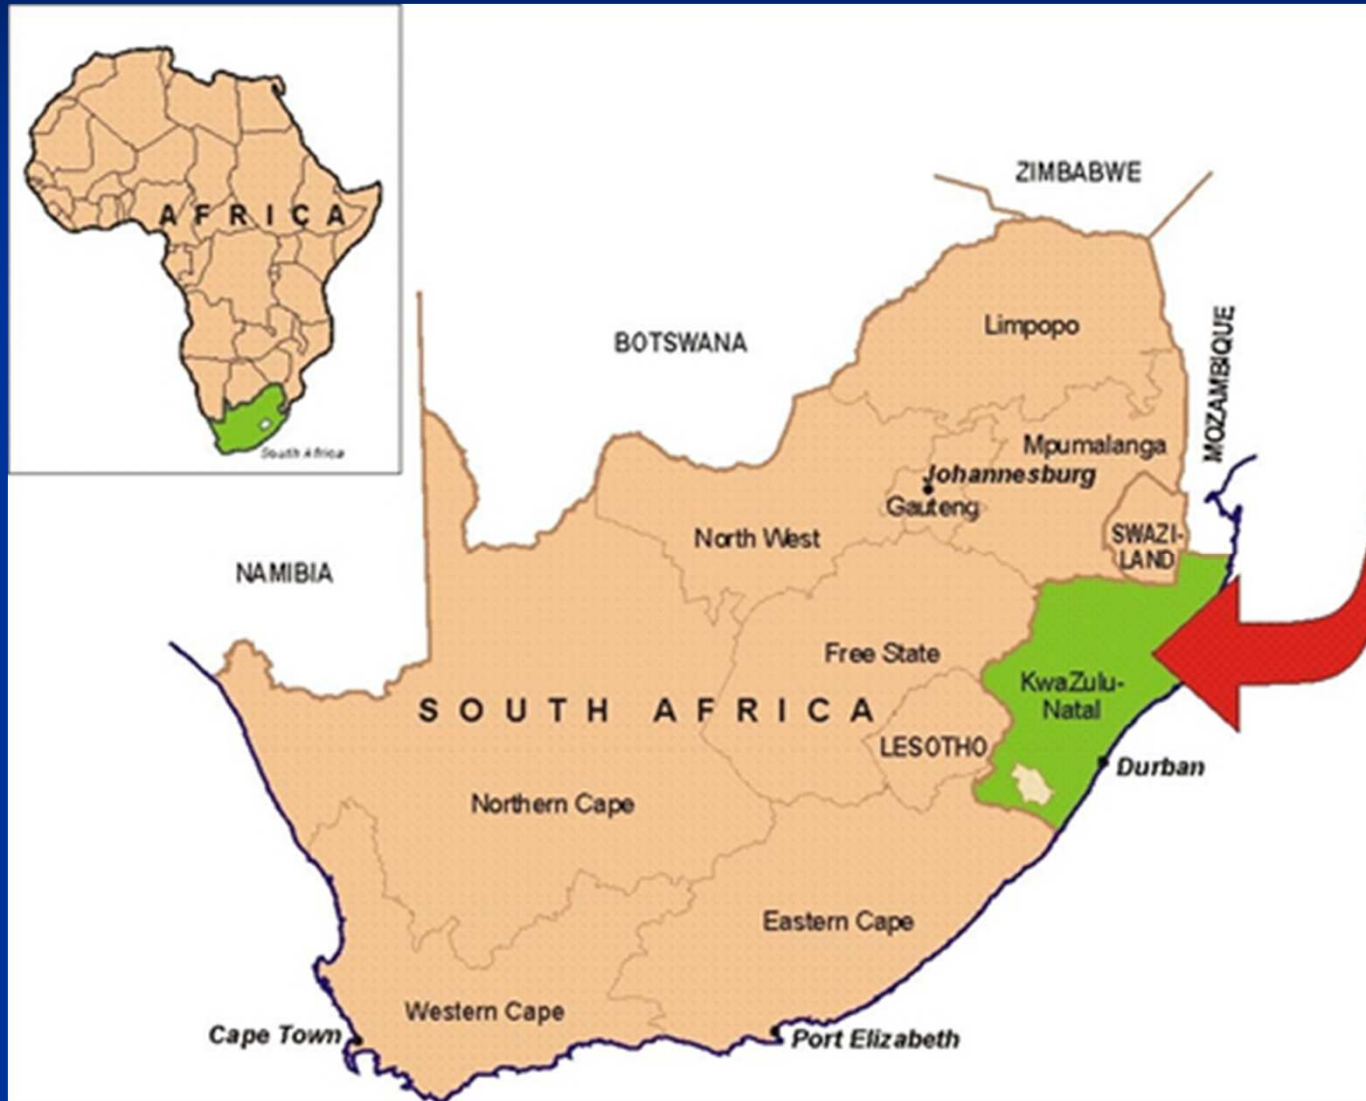 AFRICA
South Africa
ZIMBABWE
BOTSWANA
Limpopo
MOZAMBIQUE
Mpumalanga
Johannesburg
Gauteng
North West
SWAZI-
LAND
NAMIBIA
Free State
KwaZulu-
Natal
SOUTH AFRICA
LESOTHO
Durban
Northern Cape
Eastern Cape
Western Cape
Cape Town
Port Elizabeth